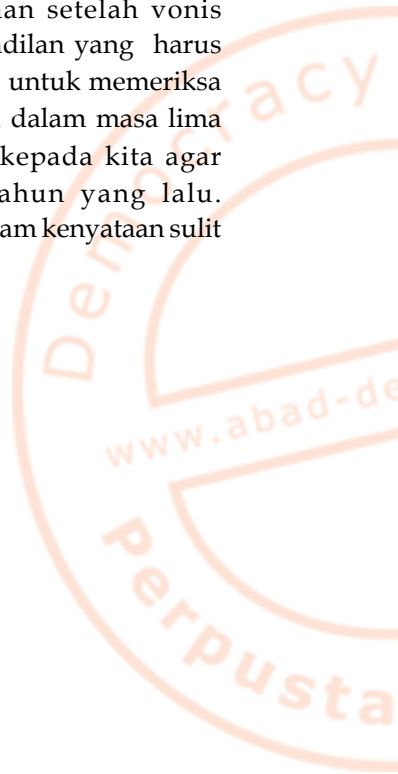 an setelah vonis
dilan yang harus
untuk memeriksa
dalam masa lima
kepada kita agar
ahun yang lalu.
am kenyataan sulit
Democracy
www.abad-de
Perpusta